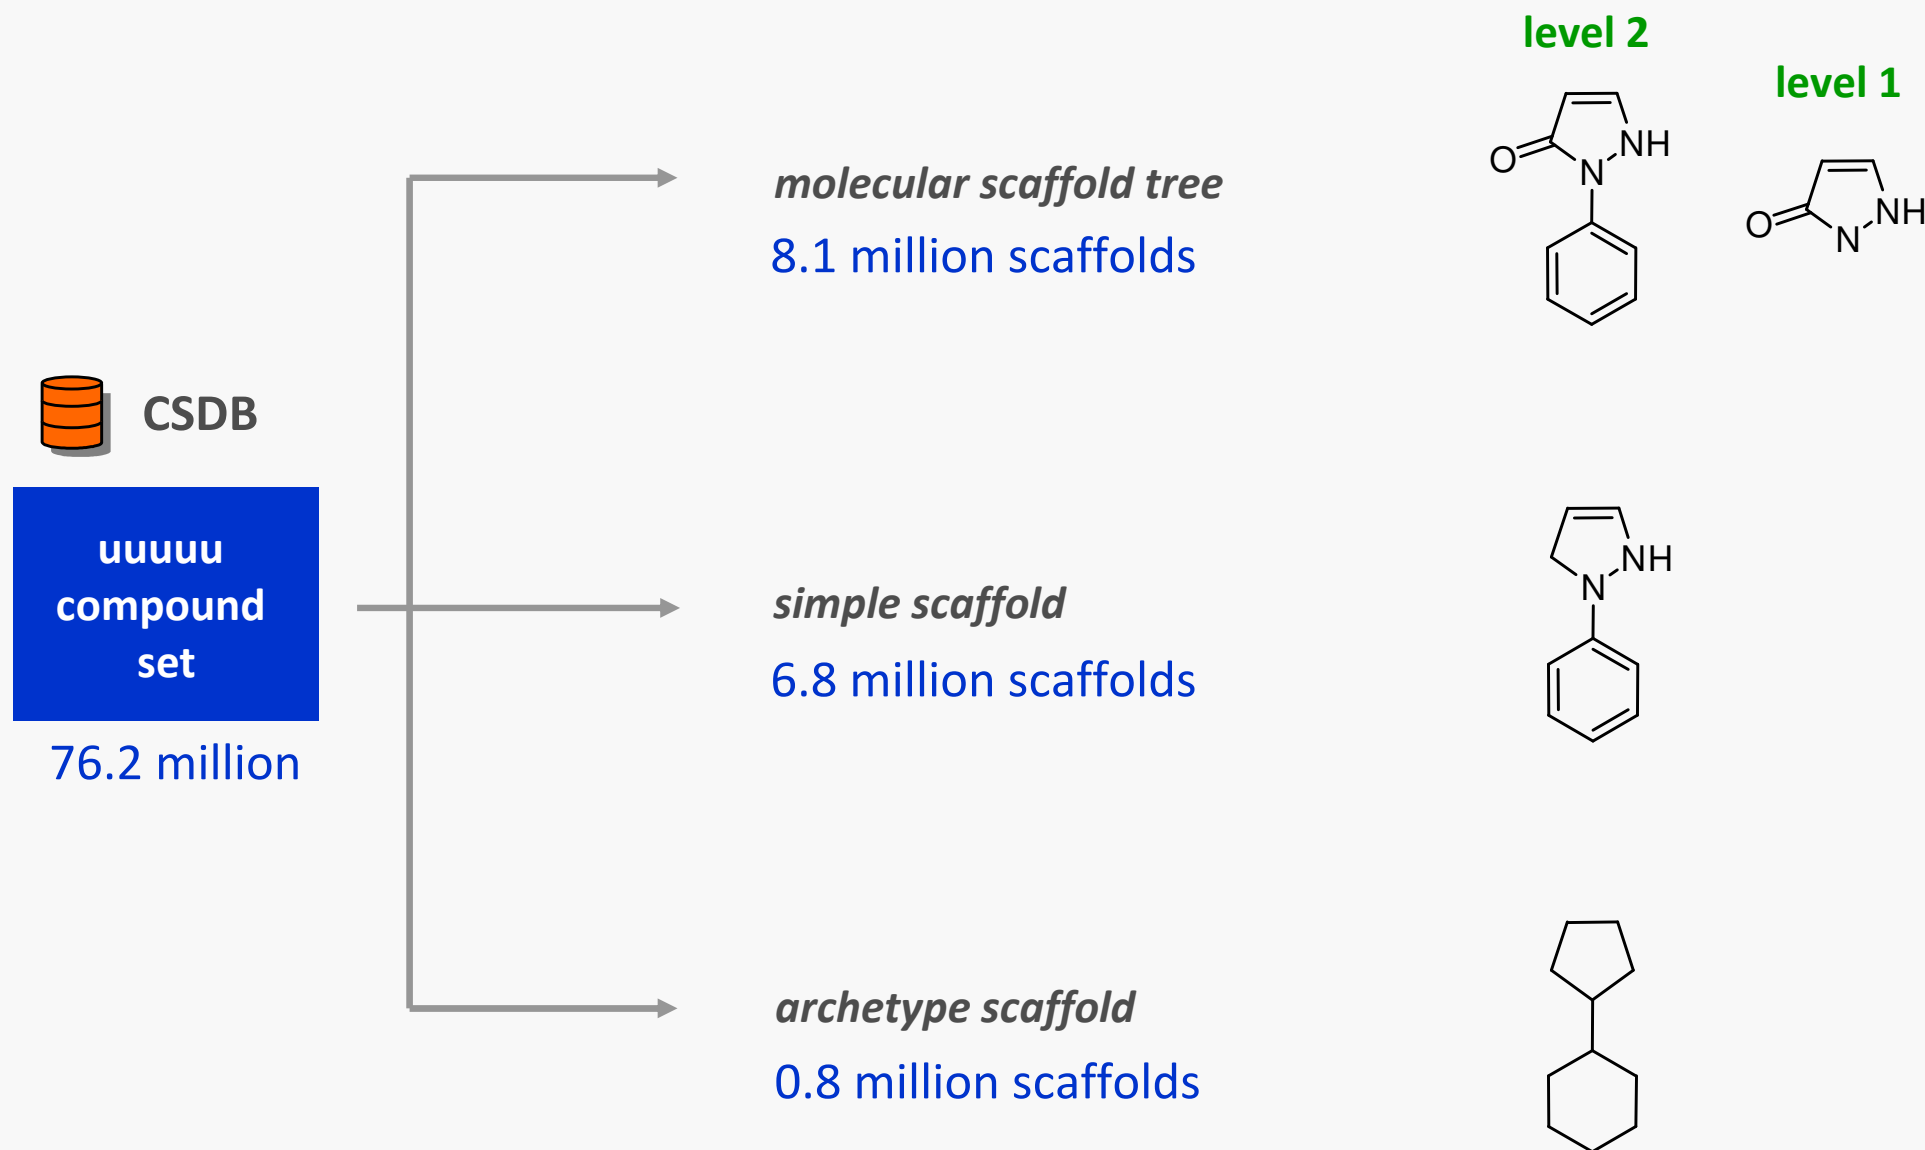 level 2
level 1
O
N
NH
O
N
NH
molecular scaffold tree
8.1 million scaffolds
CSDB
uuuuu
compound
set
76.2 million
simple scaffold
6.8 million scaffolds
NH
N
archetype scaffold
0.8 million scaffolds